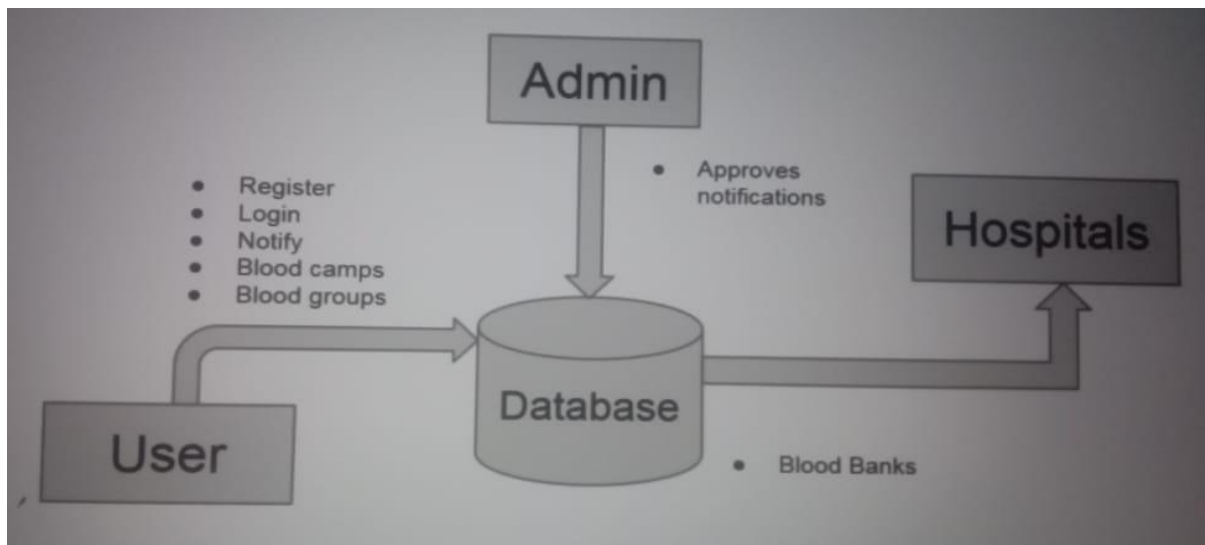 Admin
• Approves
notifications
• Register
• Login
• Notify
• Blood camps
• Blood groups
Hospitals
Database
User
• Blood Banks